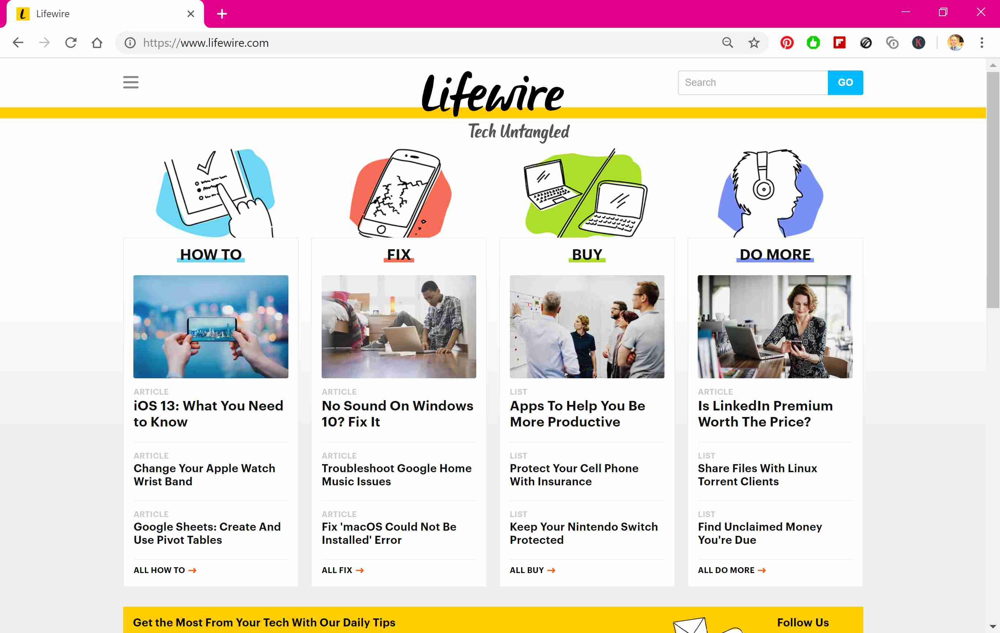 Lifewire
https://www.lifewire.com
Lifewire
Search
GO
Tech Untangled
HOW TO
ARTICLE
iOS 13: What You Need
to Know
ARTICLE
Change Your Apple Watch
Wrist Band
ARTICLE
Google Sheets: Create And
Use Pivot Tables
ALL HOW TO →
FIX
ARTICLE
No Sound On Windows
10? Fix It
ARTICLE
Troubleshoot Google Home
Music Issues
ARTICLE
Fix 'macOS Could Not Be
Installed' Error
ALL FIX →
BUY
LIST
Apps To Help You Be
More Productive
LIST
Protect Your Cell Phone
With Insurance
LIST
Keep Your Nintendo Switch
Protected
ALL BUY →
DO MORE
ARTICLE
Is LinkedIn Premium
Worth The Price?
LIST
Share Files With Linux
Torrent Clients
LIST
Find Unclaimed Money
You're Due
ALL DO MORE →
Get the Most From Your Tech With Our Daily Tips
Follow Us